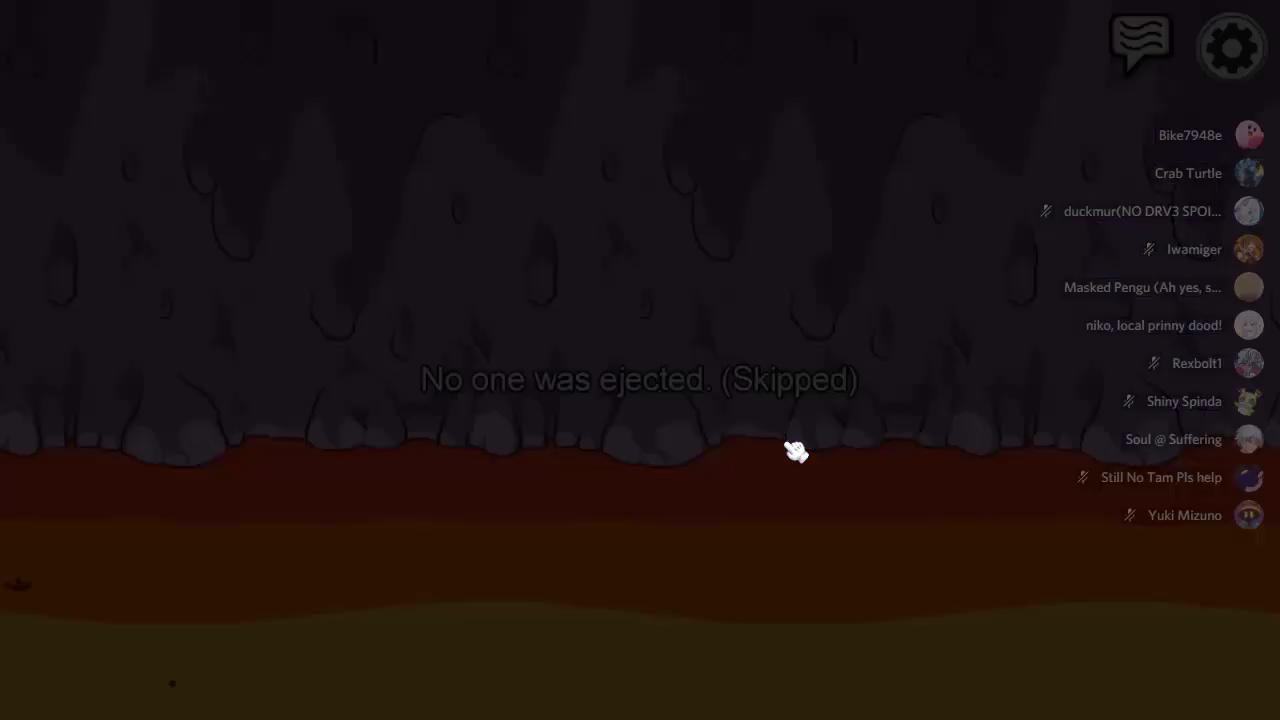 Bike7948e
Crab Turtle
duckmur(NO DRV3 SPOI...
Iwamiger
Masked Pengu (Ah yes, s...
niko, local prinny dood!
Rexbolt1
No one was ejected. (Skipped)
Shiny Spinda
Soul @ Suffering
Still No Tam Pls help
Yuki Mizuno